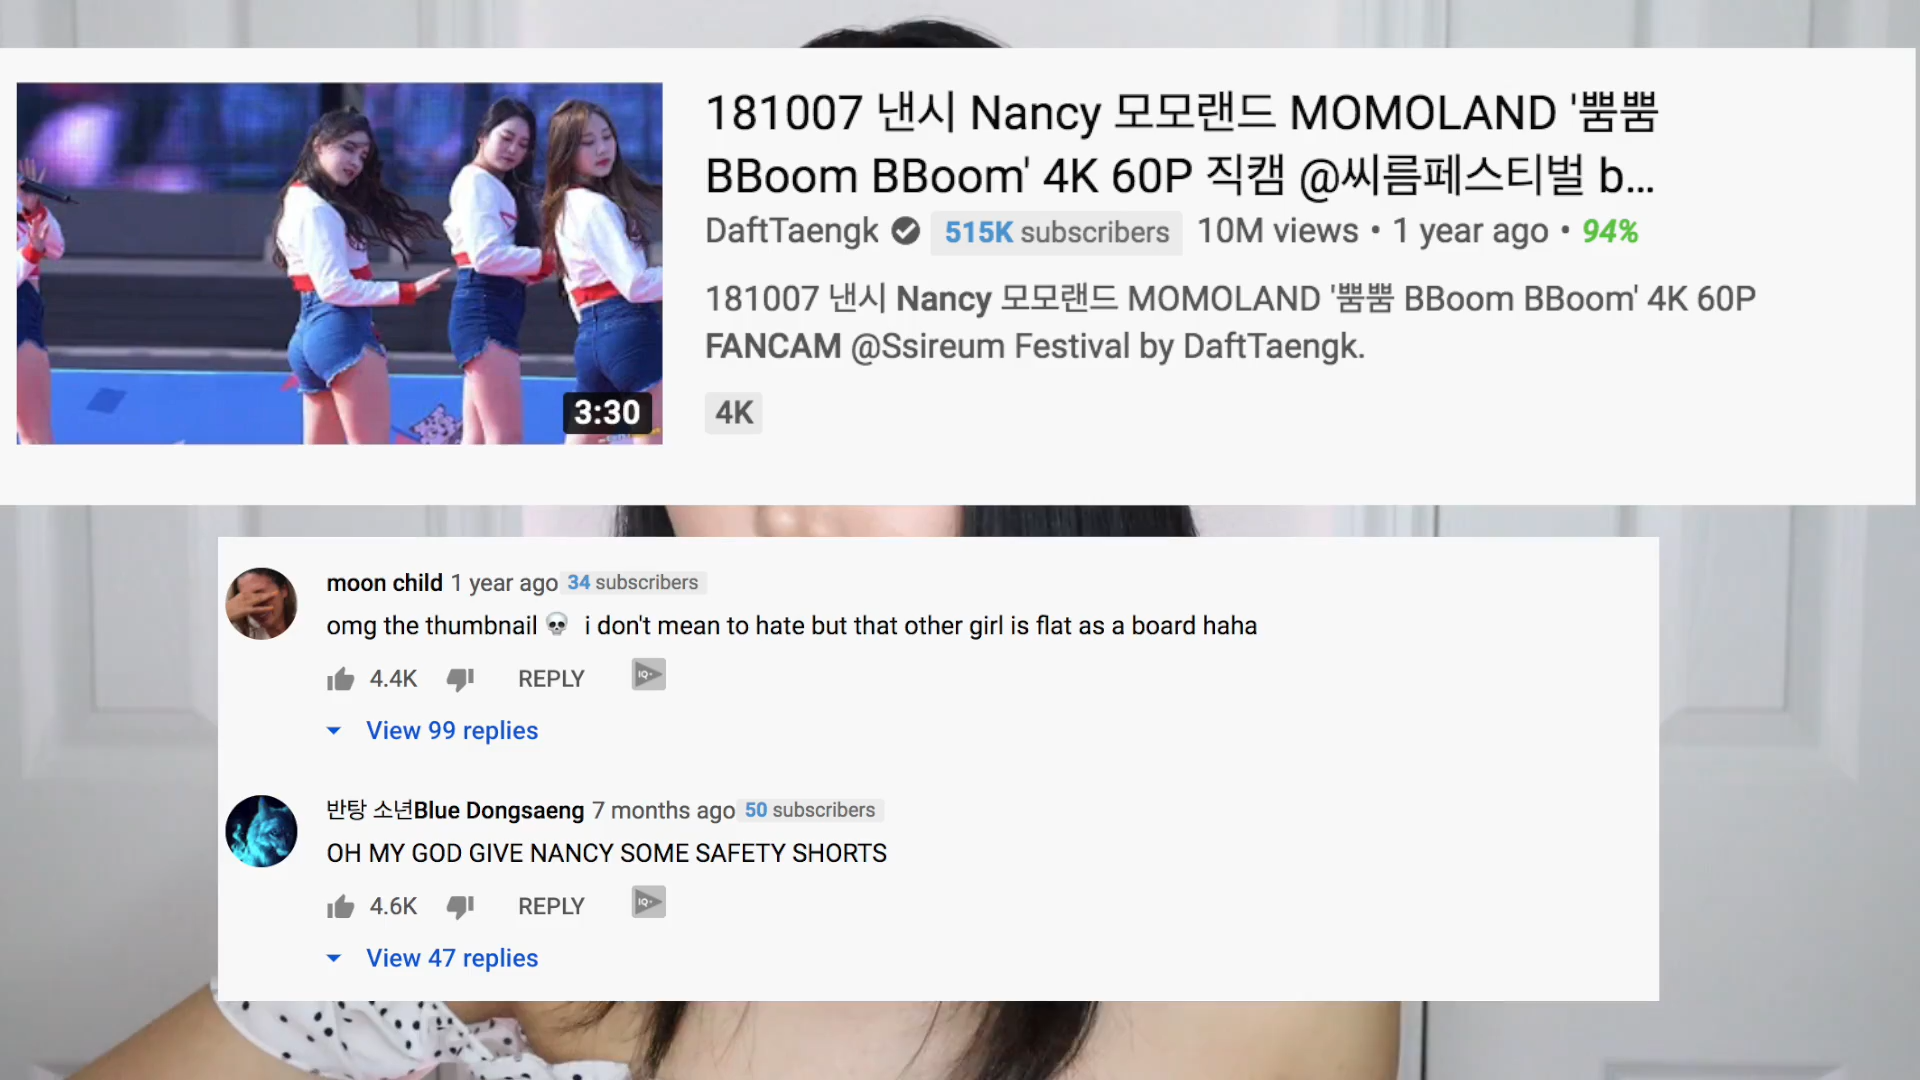 181007 낸시 Nancy 모모랜드 MOMOLAND '뿜뿜
BBoom BBoom' 4K 60P 직캠 @씨름페스티벌 b...
DaftTaengk 515K subscribers 10M views • 1 year ago • 94%
181007 낸시 Nancy 모모랜드 MOMOLAND '뿜뿜 BBoom BBoom' 4K 60P
FANCAM @Ssireum Festival by DaftTaengk.
3:30
4K
moon child 1 year ago 34 subscribers
omg the thumbnail 💀 i don't mean to hate but that other girl is flat as a board haha
4.4K REPLY IQ
View 99 replies
반탕 소년Blue Dongsaeng 7 months ago 50 subscribers
OH MY GOD GIVE NANCY SOME SAFETY SHORTS
4.6K REPLY IQ
View 47 replies